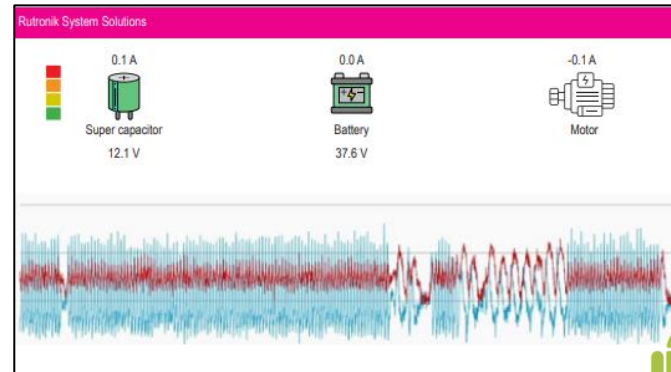 Rutronik System Solutions
0.1 A
0.0 A
-0.1 A
Super capacitor
Battery
Motor
12.1 V
37.6 V